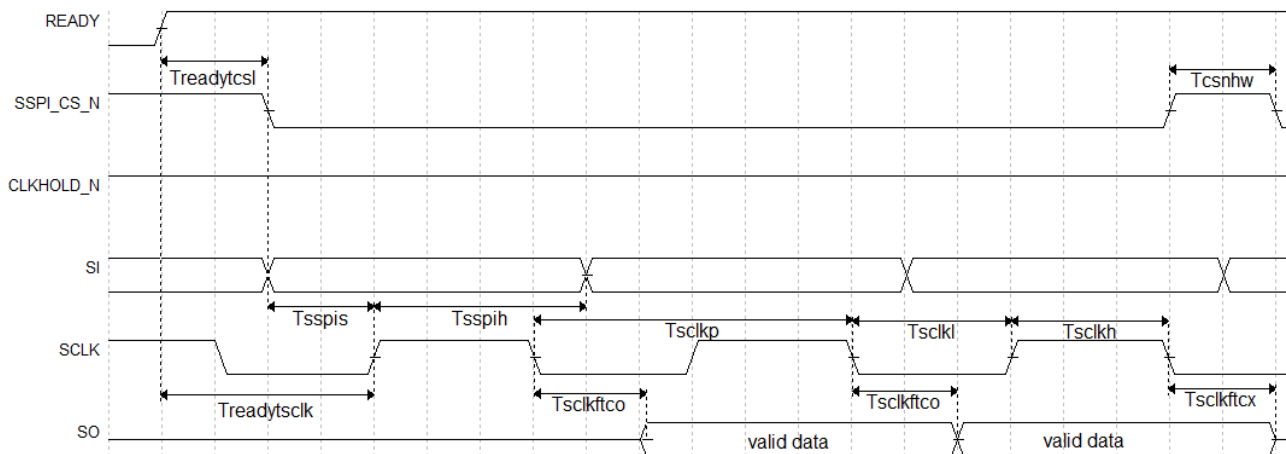 READY
Treadytcsl
Tcsnhw
SSPI_CS_N
CLKHOLD_N
SI
Tsspis
Tsspih
Tsclkp
Tsclkl
Tsclkh
SCLK
Treadytsclk
Tsclkftco
Tsclkftco
Tsclkftcx
SO
valid data
valid data